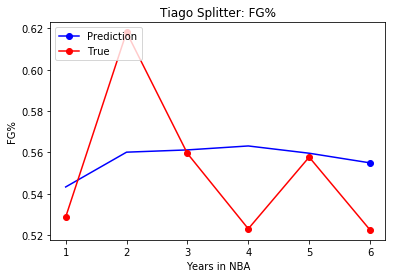 Tiago Splitter: FG%
Prediction
True
0.62
0.60
0.58
0.56
0.54
0.52
FG%
1 2 3 4 5 6
Years in NBA